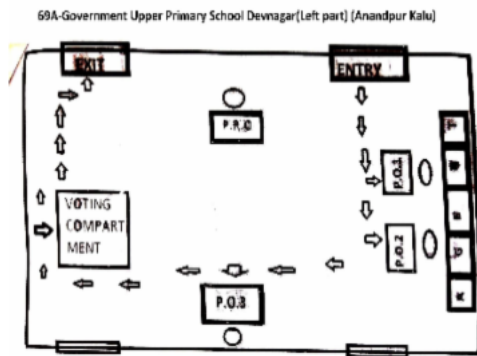 69A-Government Upper Primary School Devnagar(Left part) (Anandpur Kalu)
EXIT
ENTRY
P.R.O
P.O.1
VOTING
COMPART
MENT
P.O.2
P.O.3